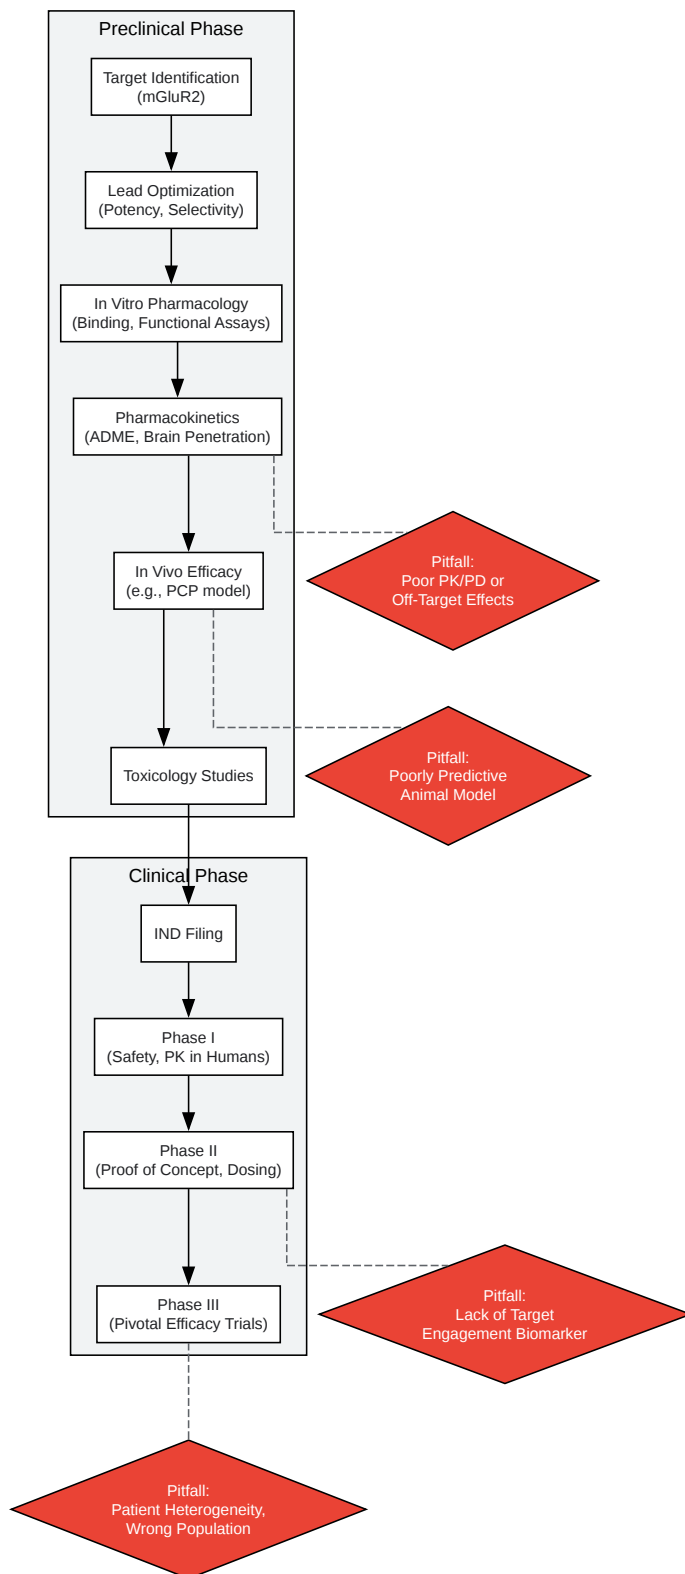 Preclinical Phase
Target Identification
(mGluR2)
Lead Optimization
(Potency, Selectivity)
In Vitro Pharmacology
(Binding, Functional Assays)
Pharmacokinetics
(ADME, Brain Penetration)
Pitfall:
Poor PK/PD or
Off-Target Effects
In Vivo Efficacy
(e.g., PCP model)
Pitfall:
Poorly Predictive
Animal Model
Toxicology Studies
Clinical Phase
IND Filing
Phase I
(Safety, PK in Humans)
Phase II
(Proof of Concept, Dosing)
Pitfall:
Lack of Target
Engagement Biomarker
Phase III
(Pivotal Efficacy Trials)
Pitfall:
Patient Heterogeneity,
Wrong Population